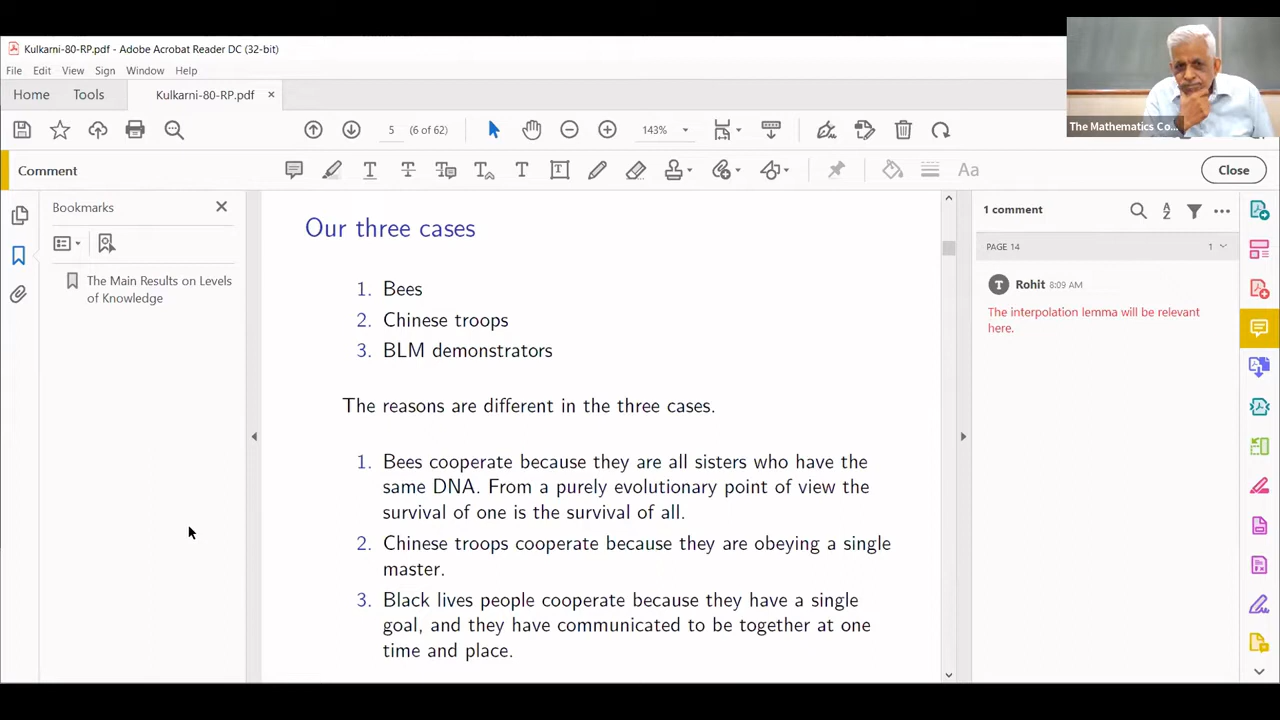 Kulkarni-80-RP.pdf - Adobe Acrobat Reader DC (32-bit)
File Edit View Sign Window Help
Home Tools Kulkarni-80-RP.pdf ×
5 (6 of 62) 143%
Comment
Close
Aa
Bookmarks
The Main Results on Levels
of Knowledge
Our three cases
1. Bees
2. Chinese troops
3. BLM demonstrators
The reasons are different in the three cases.
1. Bees cooperate because they are all sisters who have the
same DNA. From a purely evolutionary point of view the
survival of one is the survival of all.
2. Chinese troops cooperate because they are obeying a single
master.
3. Black lives people cooperate because they have a single
goal, and they have communicated to be together at one
time and place.
1 comment
PAGE 14 1
T Rohit 8:09 AM
The interpolation lemma will be relevant
here.
The Mathematics Co...